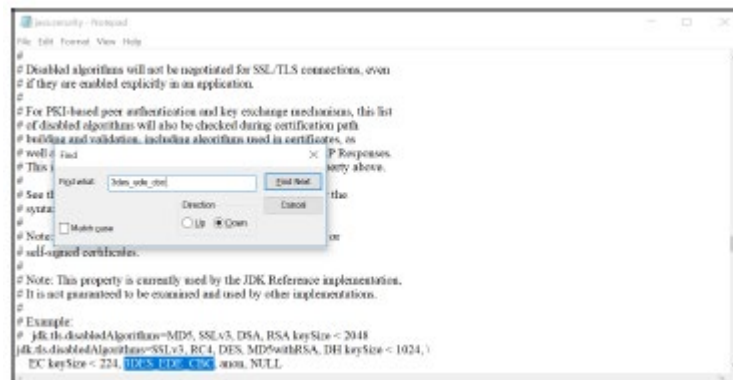 java.security - Notepad
File Edit Format View Help
#
# Disabled algorithms will not be negotiated for SSL/TLS connections, even
# if they are enabled explicitly in an application.
#
# For PKI-based peer authentication and key exchange mechanisms, this list
# of disabled algorithms will also be checked during certification path
# building and validation, including algorithms used in certificates, as
# well P Responses.
# This erty above.
#
# See the
# synta
#
# Note: or
# self-signed certificates.
#
# Note: This property is currently used by the JDK Reference implementation.
# It is not guaranteed to be examined and used by other implementations.
#
# Example:
# jdk.tls.disabledAlgorithms=MD5, SSLv3, DSA, RSA keySize < 2048
jdk.tls.disabledAlgorithms=SSLv3, RC4, DES, MD5withRSA, DH keySize < 1024, \
EC keySize < 224, 3DES_EDE_CBC, anon, NULL
Find
Find what: 3des_ede_cbc Find Next
Direction Cancel
Match case Up Down